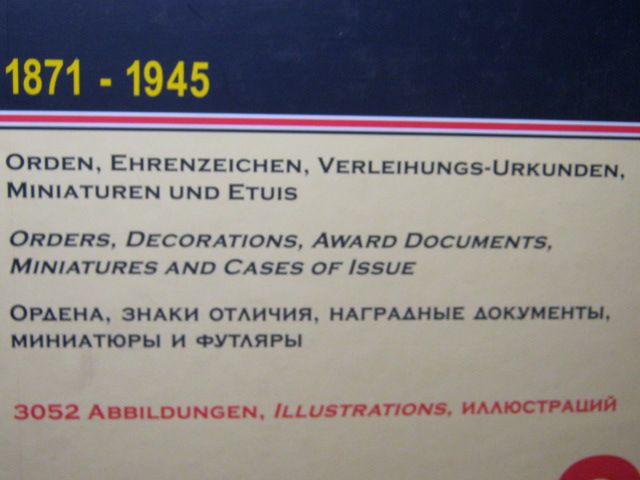 1871 - 1945
ORDEN, EHRENZEICHEN, VERLEIHUNGS-URKUNDEN,
MINIATUREN UND ETUIS
ORDERS, DECORATIONS, AWARD DOCUMENTS,
MINIATURES AND CASES OF ISSUE
ОРДЕНА, ЗНАКИ ОТЛИЧИЯ, НАГРАДНЫЕ ДОКУМЕНТЫ,
МИНИАТЮРЫ И ФУТЛЯРЫ
3052 ABBILDUNGEN, ILLUSTRATIONS, ИЛЛЮСТРАЦИЙ